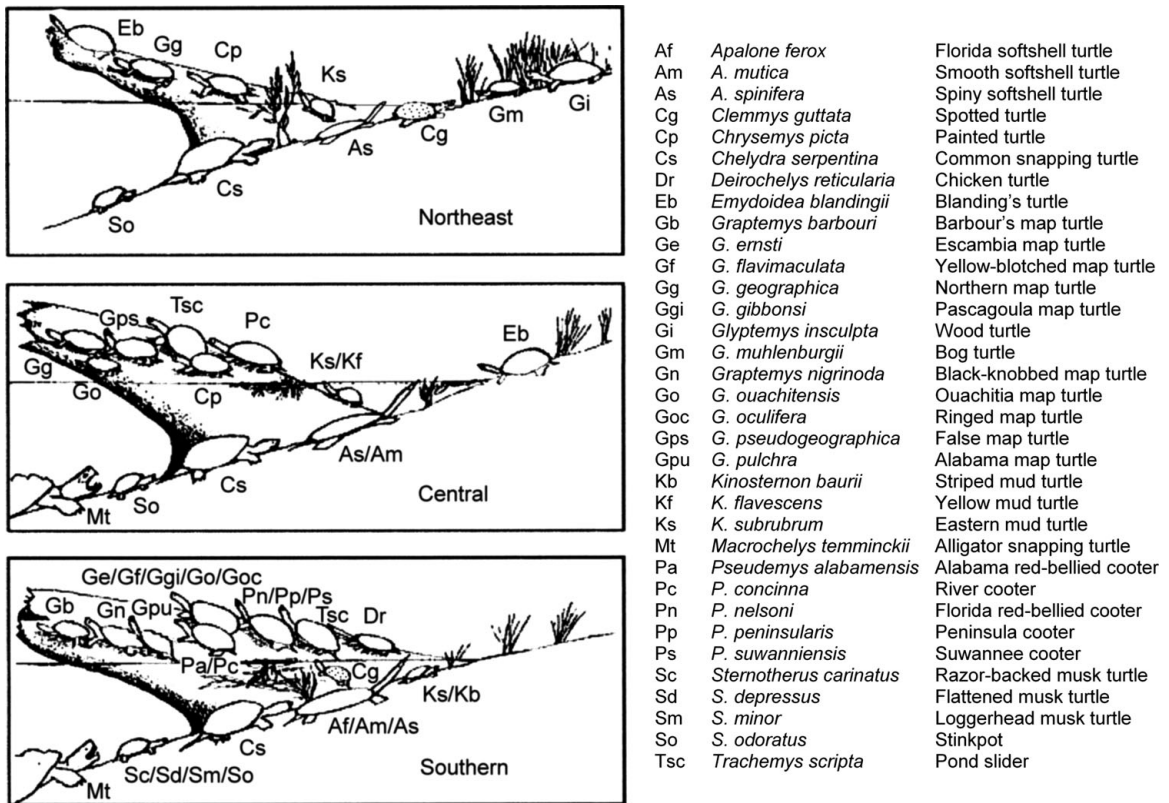 Eb
Gg
Cp
Ks
Gi
Gm
Cg
As
Cs
So
Northeast
Tsc
Gps
Pc
Eb
Ks/Kf
Gg
Go
Cp
As/Am
Cs
So
Mt
Central
Ge/Gf/Ggi/Go/Goc
Pn/Pp/Ps
Gb
Gn
Gpu
Tsc
Dr
Pa/Pc
Cg
Ks/Kb
Af/Am/As
Cs
Sc/Sd/Sm/So
Mt
Southern
Af Apalone ferox Florida softshell turtle
Am A. mutica Smooth softshell turtle
As A. spinifera Spiny softshell turtle
Cg Clemmys guttata Spotted turtle
Cp Chrysemys picta Painted turtle
Cs Chelydra serpentina Common snapping turtle
Dr Deirochelys reticularia Chicken turtle
Eb Emydoidea blandingii Blanding's turtle
Gb Graptemys barbouri Barbour's map turtle
Ge G. ernsti Escambia map turtle
Gf G. flavimaculata Yellow-blotched map turtle
Gg G. geographica Northern map turtle
Ggi G. gibbonsi Pascagoula map turtle
Gi Glyptemys insculpta Wood turtle
Gm G. muhlenburgii Bog turtle
Gn Graptemys nigrinoda Black-knobbed map turtle
Go G. ouachitensis Ouachitia map turtle
Goc G. oculifera Ringed map turtle
Gps G. pseudogeographica False map turtle
Gpu G. pulchra Alabama map turtle
Kb Kinosternon baurii Striped mud turtle
Kf K. flavescens Yellow mud turtle
Ks K. subrubrum Eastern mud turtle
Mt Macrochelys temminckii Alligator snapping turtle
Pa Pseudemys alabamensis Alabama red-bellied cooter
Pc P. concinna River cooter
Pn P. nelsoni Florida red-bellied cooter
Pp P. peninsularis Peninsula cooter
Ps P. suwanniensis Suwannee cooter
Sc Sternotherus carinatus Razor-backed musk turtle
Sd S. depressus Flattened musk turtle
Sm S. minor Loggerhead musk turtle
So S. odoratus Stinkpot
Tsc Trachemys scripta Pond slider